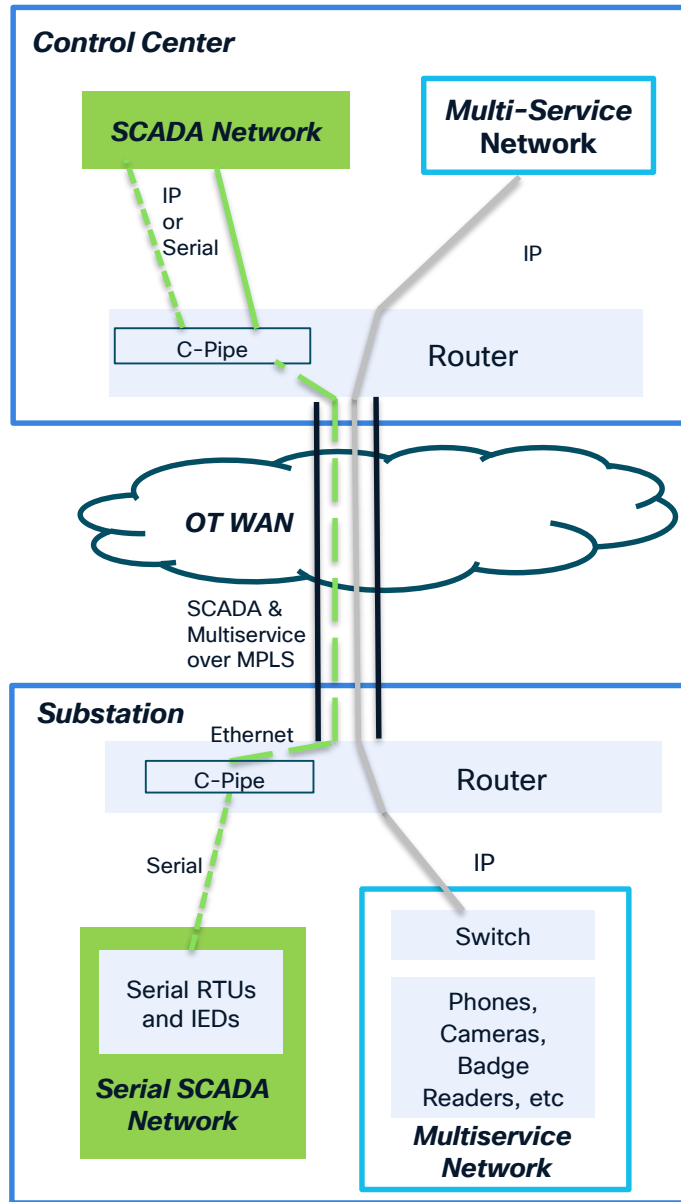 Control Center
SCADA Network
Multi-Service
Network
IP
or
Serial
IP
C-Pipe
Router
OT WAN
SCADA &
Multiservice
over MPLS
Substation
Ethernet
C-Pipe
Router
Serial
IP
Switch
Serial RTUs
and IEDs
Phones,
Cameras,
Badge
Readers, etc
Serial SCADA
Network
Multiservice
Network